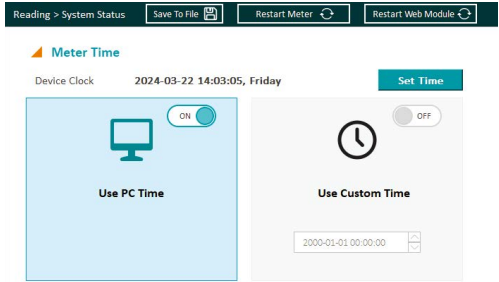 Reading > System Status Save To File Restart Meter Restart Web Module
Meter Time
Device Clock 2024-03-22 14:03:05, Friday Set Time
ON OFF
Use PC Time Use Custom Time
2000-01-01 00:00:00